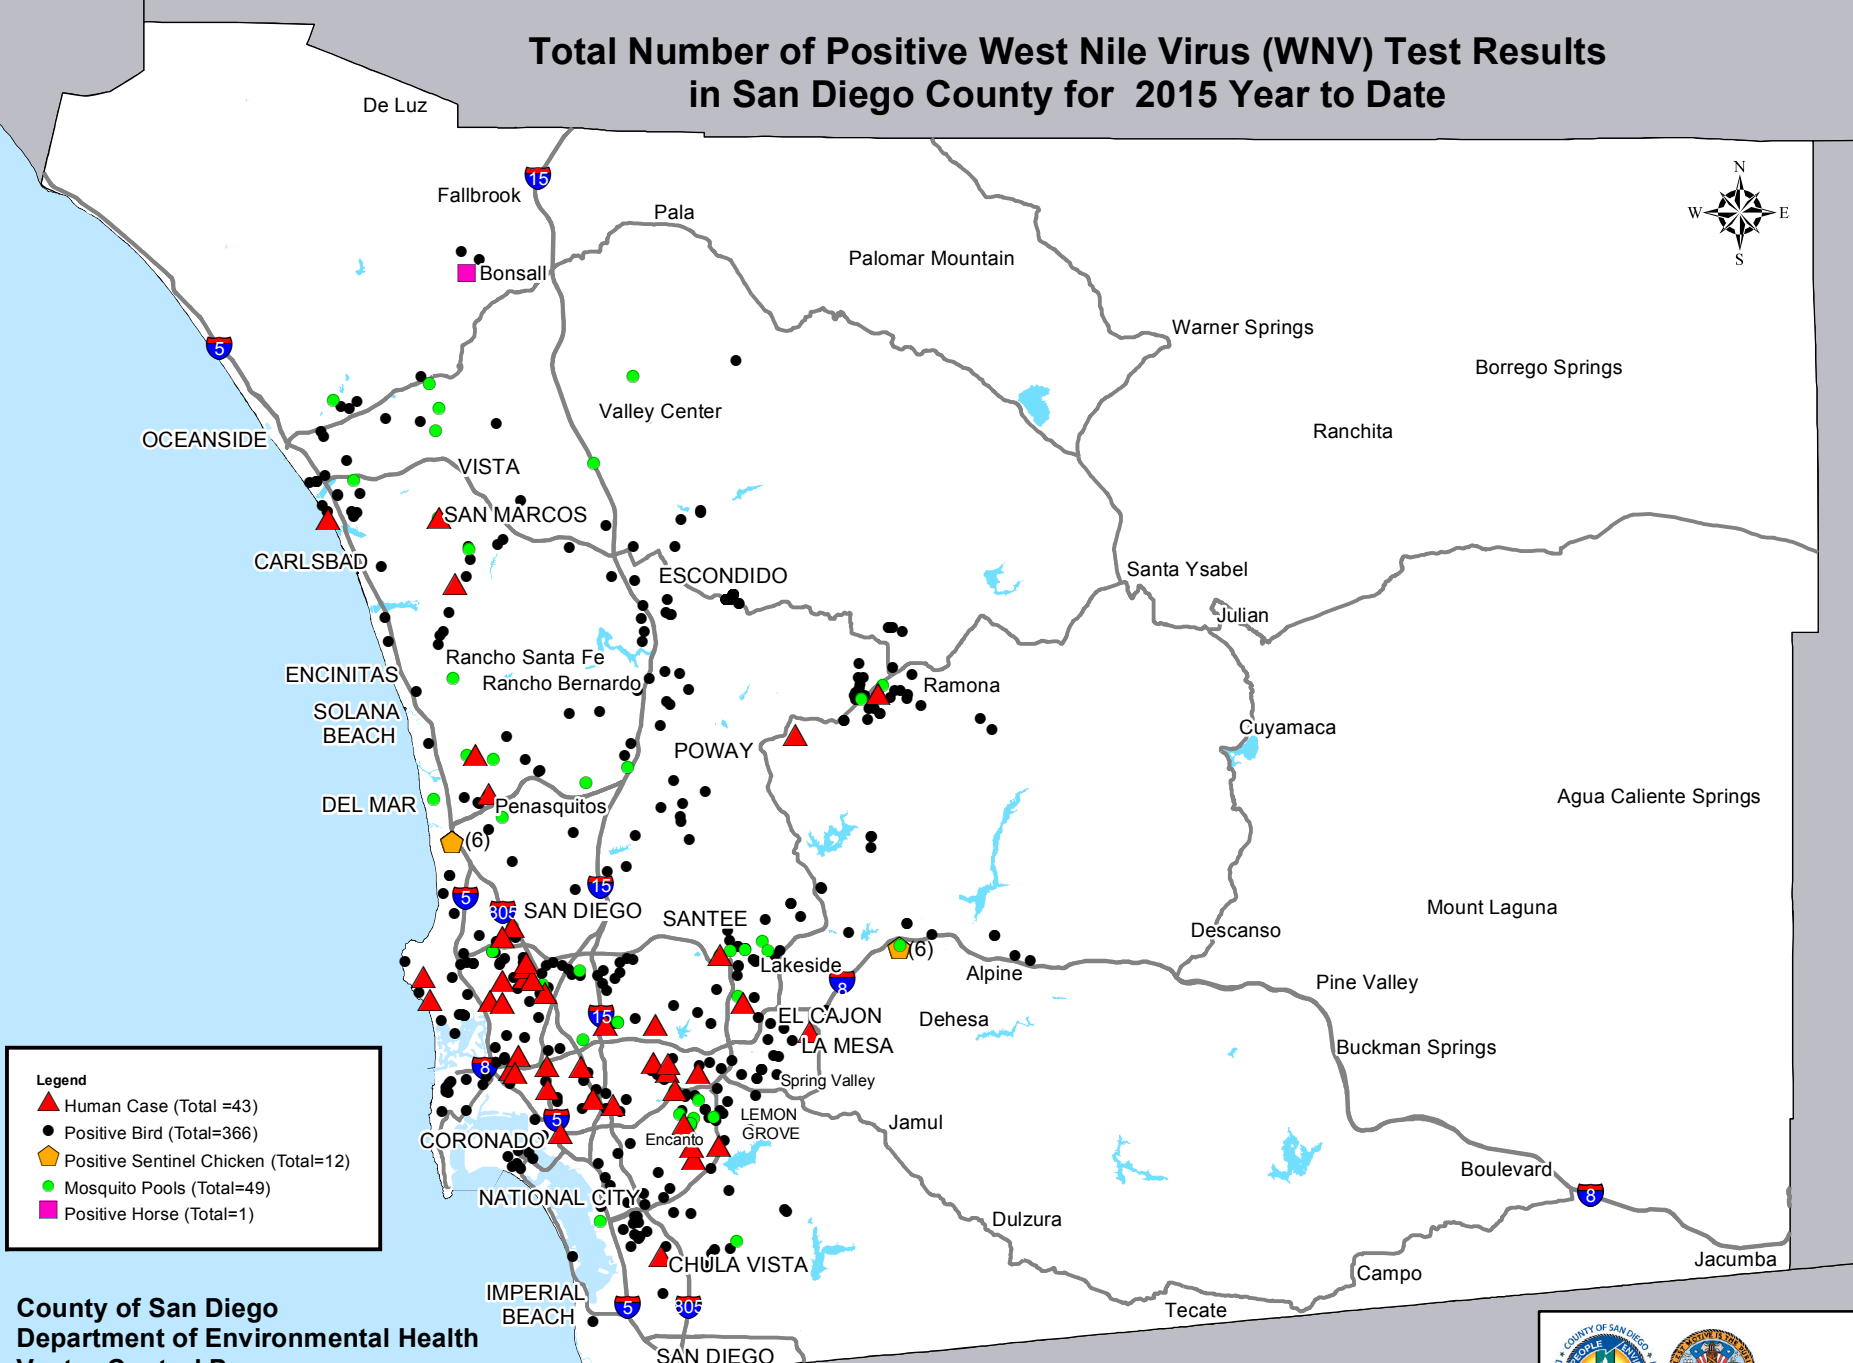 Total Number of Positive West Nile Virus (WNV) Test Results
in San Diego County for 2015 Year to Date
De Luz
N
W
E
S
15
Fallbrook
Pala
Palomar Mountain
Bonsall
Warner Springs
5
Borrego Springs
Valley Center
Ranchita
OCEANSIDE
VISTA
SAN MARCOS
CARLSBAD
ESCONDIDO
Santa Ysabel
Julian
Rancho Santa Fe
ENCINITAS
Rancho Bernardo
Ramona
SOLANA
BEACH
Cuyamaca
POWAY
DEL MAR
Penasquitos
Agua Caliente Springs
(6)
15
5
805
SAN DIEGO
SANTEE
Mount Laguna
Descanso
(6)
Lakeside
Alpine
8
Pine Valley
15
EL CAJON
Dehesa
LA MESA
Buckman Springs
8
Spring Valley
5
LEMON
GROVE
Jamul
CORONADO
Encanto
Boulevard
8
NATIONAL CITY
Dulzura
CHULA VISTA
Jacumba
Campo
IMPERIAL
BEACH
5
805
Tecate
SAN DIEGO
Legend
Human Case (Total =43)
Positive Bird (Total=366)
Positive Sentinel Chicken (Total=12)
Mosquito Pools (Total=49)
Positive Horse (Total=1)
County of San Diego
Department of Environmental Health
COUNTY OF SAN DIEGO
PEOPLE